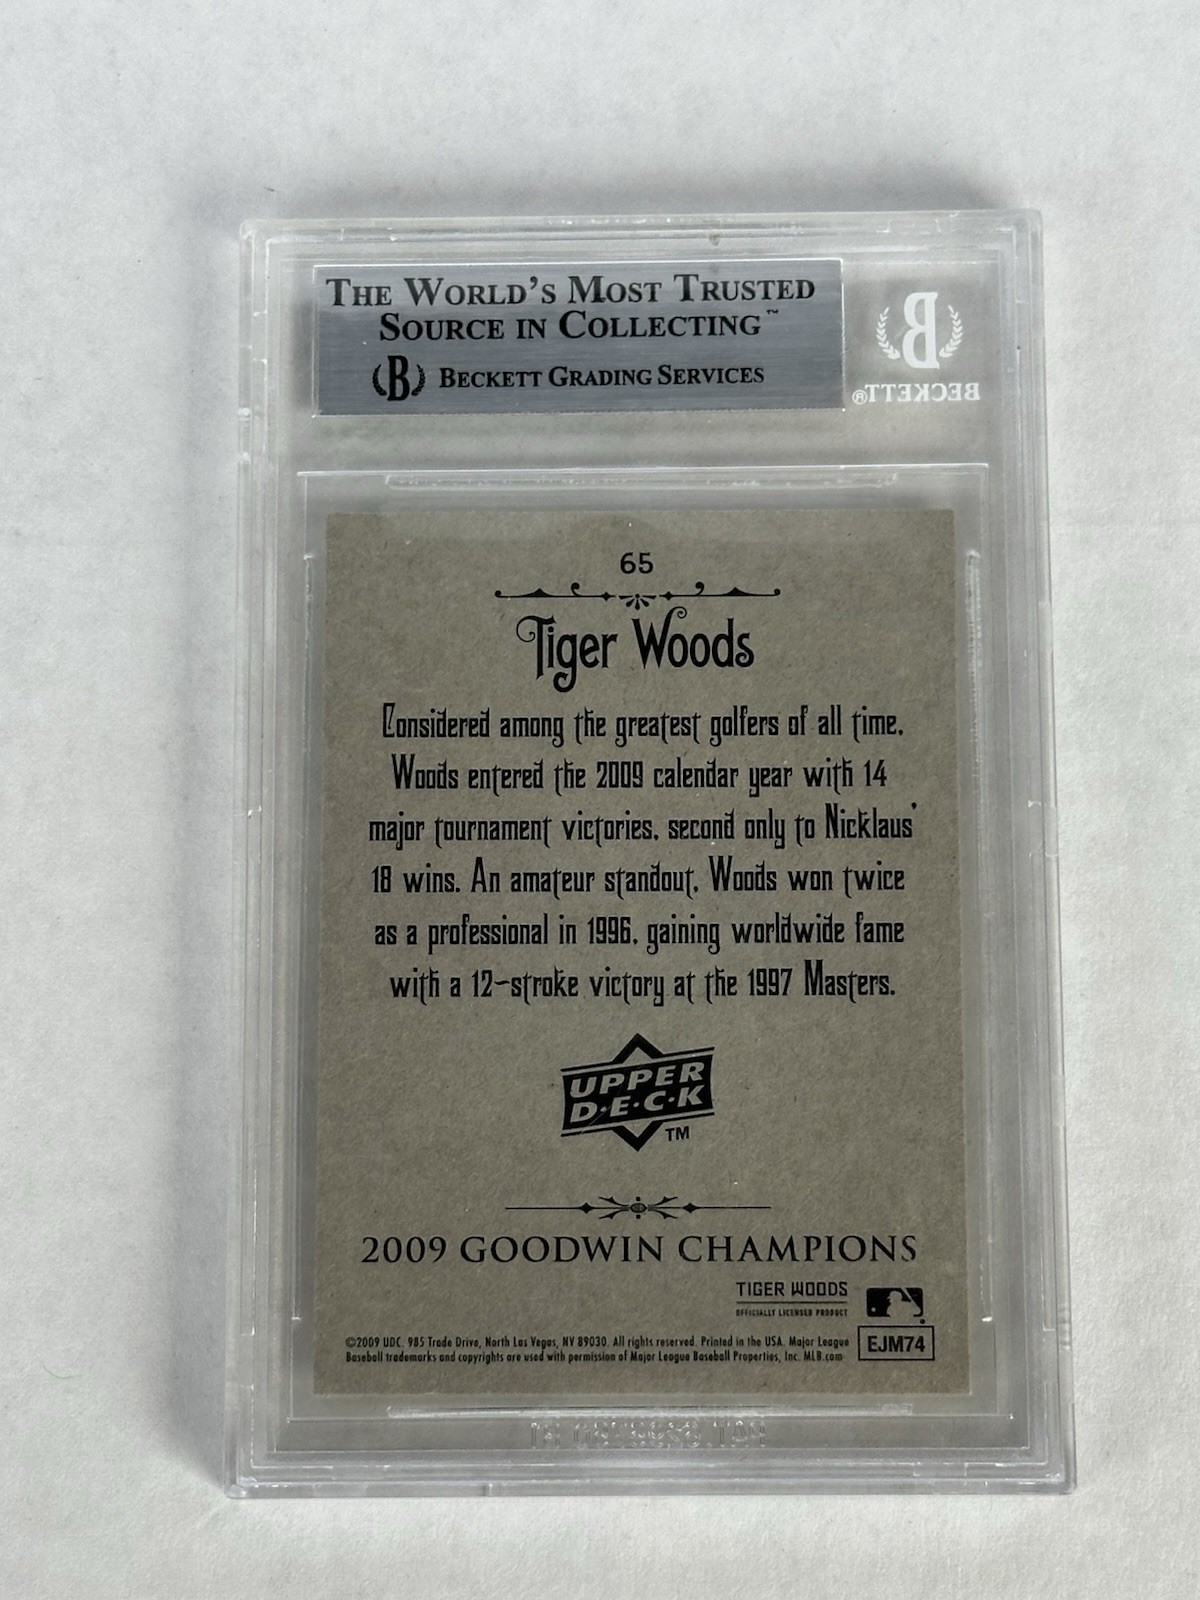 THE WORLD'S MOST TRUSTED
SOURCE IN COLLECTING™
B BECKETT GRADING SERVICES
B
BECKETT®
65
Tiger Woods
Considered among the greatest golfers of all time,
Woods entered the 2009 calendar year with 14
major tournament victories, second only to Nicklaus'
18 wins. An amateur standout, Woods won twice
as a professional in 1996, gaining worldwide fame
with a 12-stroke victory at the 1997 Masters.
UPPER
D·E·C·K
TM
2009 GOODWIN CHAMPIONS
TIGER WOODS
OFFICIALLY LICENSED PRODUCT
©2009 UDC. 985 Trade Drive, North Las Vegas, NV 89030. All rights reserved. Printed in the USA. Major League
Baseball trademarks and copyrights are used with permission of Major League Baseball Properties, Inc. MLB.com
EJM74